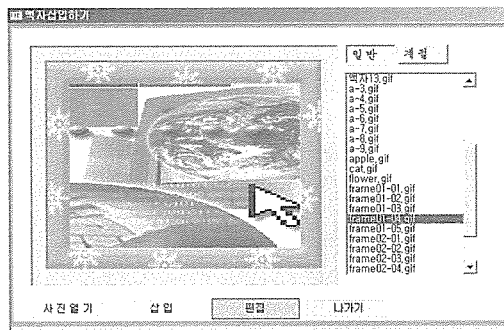 액자삽입하기
일반 계절
액자13.gif
a-3.gif
a-4.gif
a-5.gif
a-6.gif
a-7.gif
a-8.gif
a-9.gif
apple.gif
cat.gif
flower.gif
frame01-01.gif
frame01-02.gif
frame01-03.gif
frame01-04.gif
frame01-05.gif
frame02-01.gif
frame02-02.gif
frame02-03.gif
frame02-04.gif
사진열기 삽입 편집 나가기